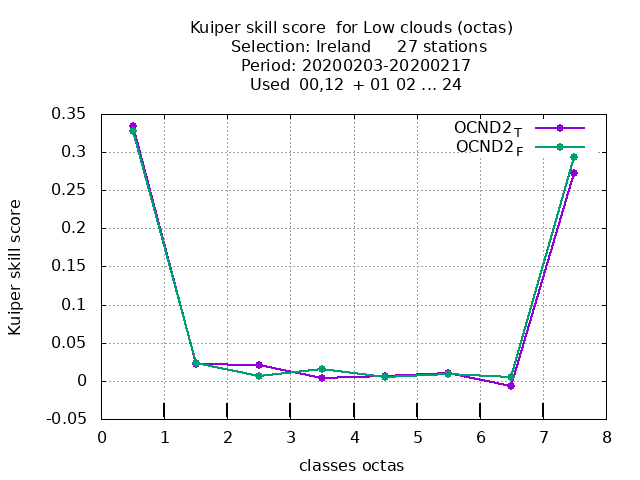 Kuiper skill score  for Low clouds (octas)
Selection: Ireland     27 stations
Period: 20200203-20200217
Used  00,12  + 01 02 ... 24
OCND2T
OCND2F
0.35
0.3
0.25
0.2
0.15
0.1
0.05
0
-0.05
Kuiper skill score
0 1 2 3 4 5 6 7 8
classes octas